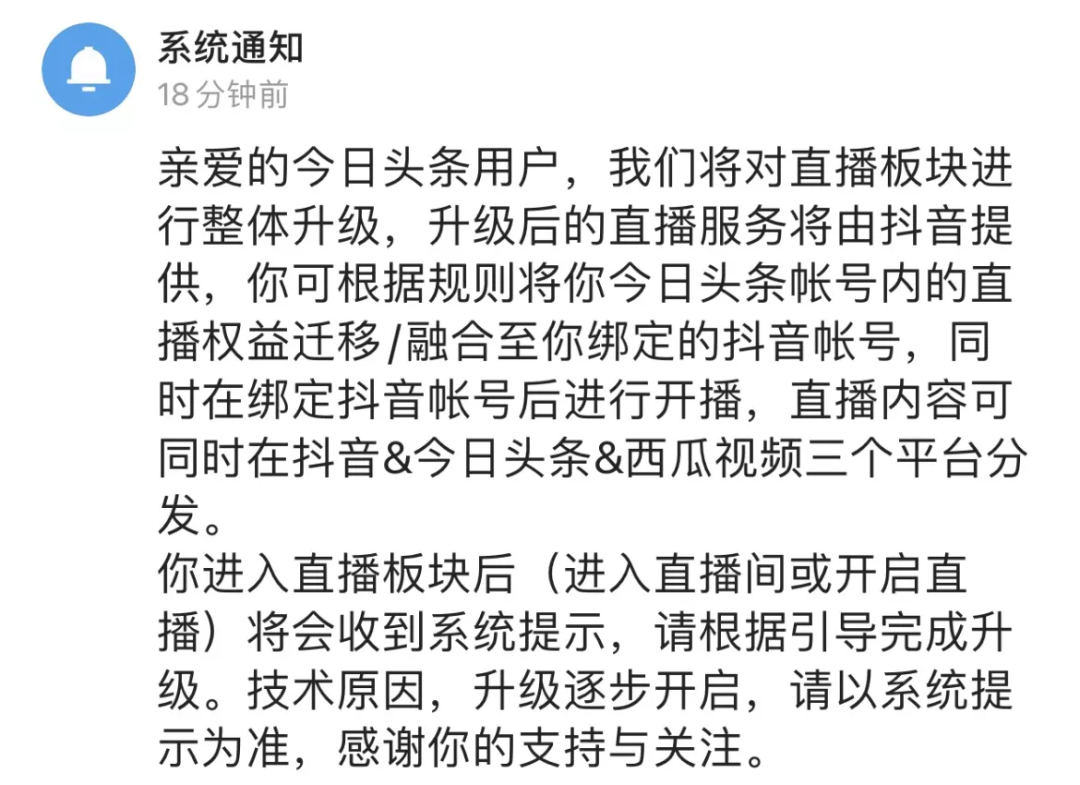 系统通知
18分钟前
亲爱的今日头条用户，我们将对直播板块进
行整体升级，升级后的直播服务将由抖音提
供，你可根据规则将你今日头条帐号内的直
播权益迁移/融合至你绑定的抖音帐号，同
时在绑定抖音帐号后进行开播，直播内容可
同时在抖音&今日头条&西瓜视频三个平台分
发。
你进入直播板块后（进入直播间或开启直
播）将会收到系统提示，请根据引导完成升
级。技术原因，升级逐步开启，请以系统提
示为准，感谢你的支持与关注。